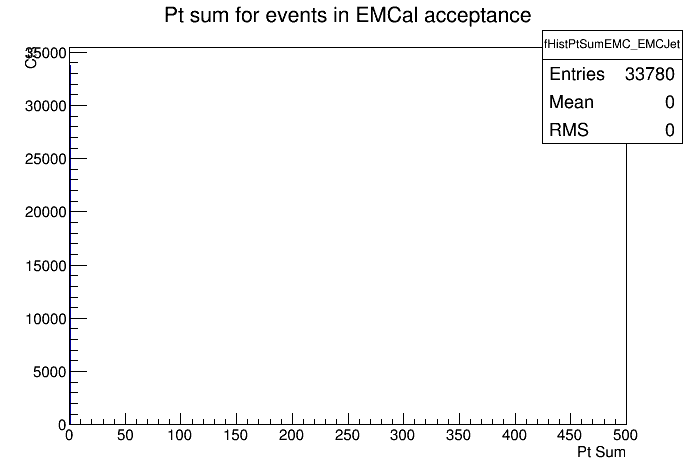 Pt sum for events in EMCal acceptance
fHistPtSumEMC_EMCJet
Entries 33780
Mean 0
RMS 0
35000
30000
25000
20000
15000
10000
5000
0
0 50 100 150 200 250 300 350 400 450 500
Pt Sum